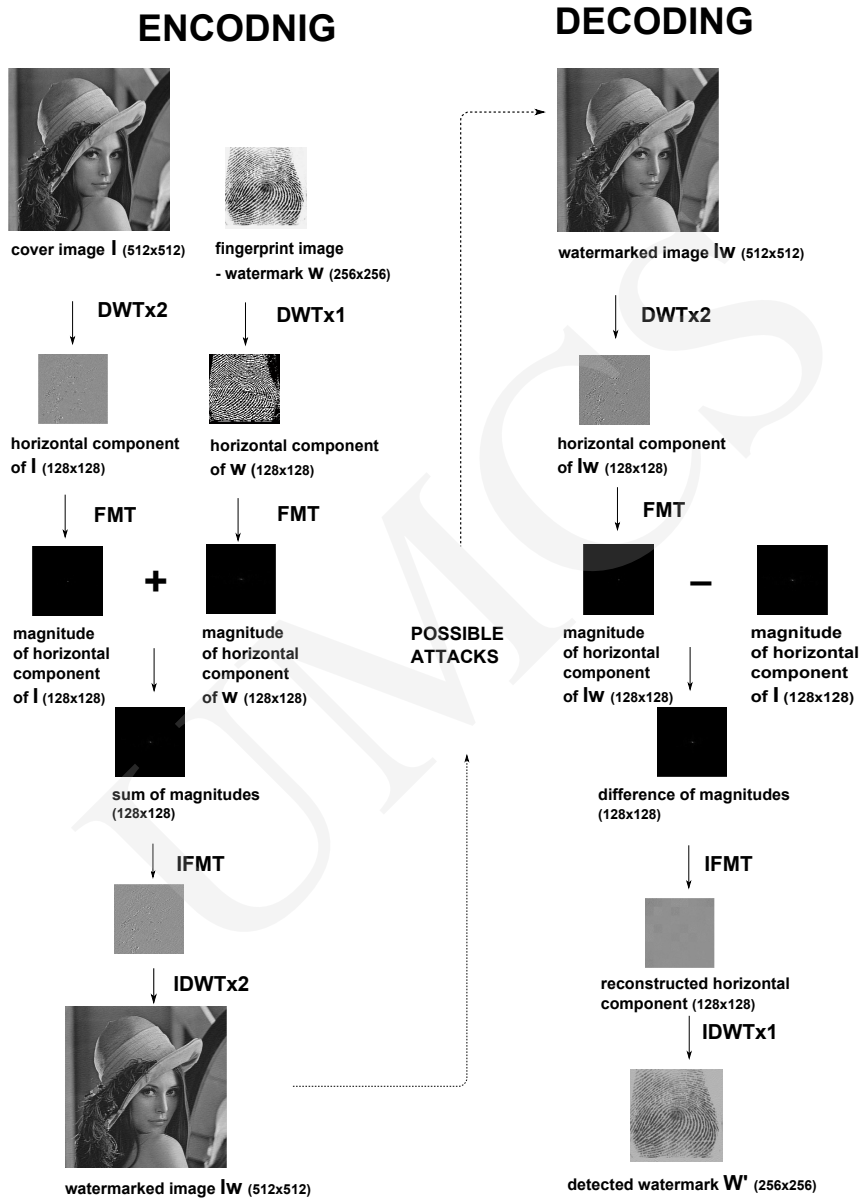 ENCODNIG
cover image I (512x512)
fingerprint image
- watermark w (256x256)
DWTx2
DWTx1
horizontal component
of I (128x128)
horizontal component
of w (128x128)
FMT
FMT
+
magnitude
of horizontal
component
of I (128x128)
magnitude
of horizontal
component
of w (128x128)
sum of magnitudes
(128x128)
IFMT
IDWTx2
watermarked image Iw (512x512)
POSSIBLE
ATTACKS
DECODING
watermarked image Iw (512x512)
DWTx2
horizontal component
of Iw (128x128)
FMT
–
magnitude
of horizontal
component
of Iw (128x128)
magnitude
of horizontal
component
of I (128x128)
difference of magnitudes
(128x128)
IFMT
reconstructed horizontal
component (128x128)
IDWTx1
detected watermark W' (256x256)
UMCS